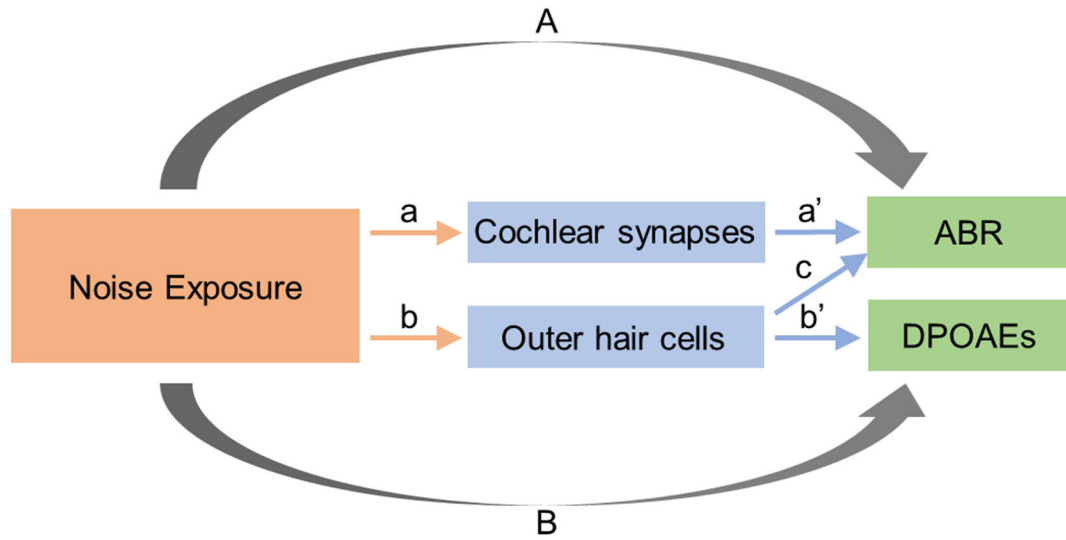 A
a
Cochlear synapses
a’
ABR
Noise Exposure
c
b
Outer hair cells
b’
DPOAEs
B